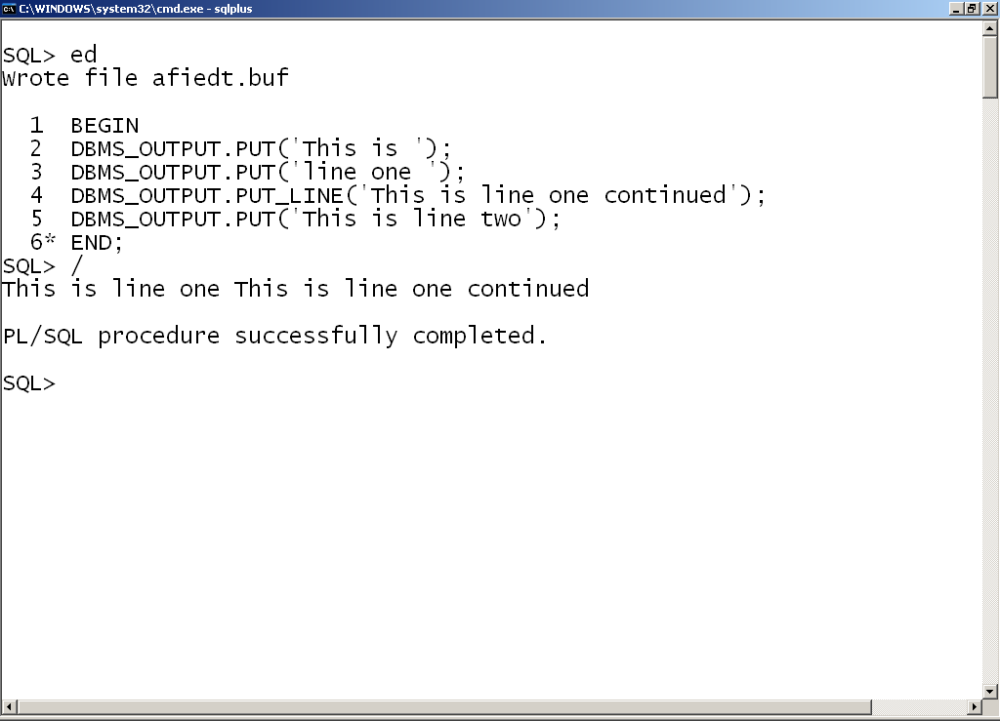 C:\WINDOWS\system32\cmd.exe - sqlplus
SQL> ed
Wrote file afiedt.buf
  1  BEGIN
  2  DBMS_OUTPUT.PUT('This is ');
  3  DBMS_OUTPUT.PUT('line one ');
  4  DBMS_OUTPUT.PUT_LINE('This is line one continued');
  5  DBMS_OUTPUT.PUT('This is line two');
  6* END;
SQL> /
This is line one This is line one continued
PL/SQL procedure successfully completed.
SQL>